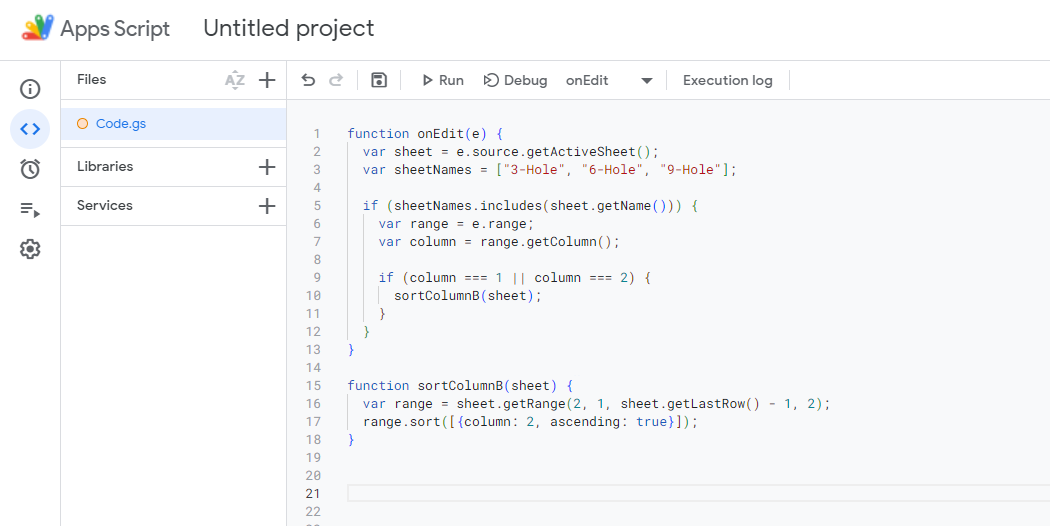 Apps Script Untitled project
Files AZ
Run Debug onEdit Execution log
Code.gs
Libraries
Services
1 function onEdit(e) {
2 var sheet = e.source.getActiveSheet();
3 var sheetNames = ["3-Hole", "6-Hole", "9-Hole"];
4
5 if (sheetNames.includes(sheet.getName())) {
6 var range = e.range;
7 var column = range.getColumn();
8
9 if (column === 1 || column === 2) {
10 sortColumnB(sheet);
11 }
12 }
13 }
14
15 function sortColumnB(sheet) {
16 var range = sheet.getRange(2, 1, sheet.getLastRow() - 1, 2);
17 range.sort([{column: 2, ascending: true}]);
18 }
19
20
21
22